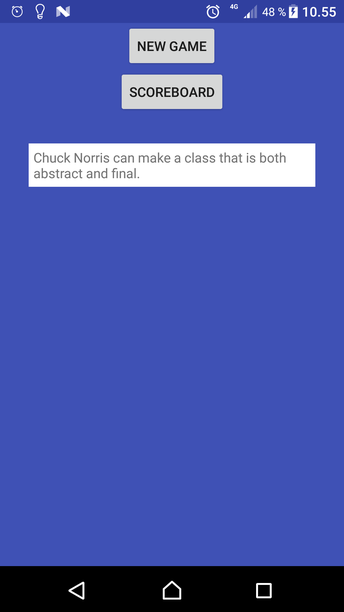 4G 48 % 10.55
NEW GAME
SCOREBOARD
Chuck Norris can make a class that is both
abstract and final.